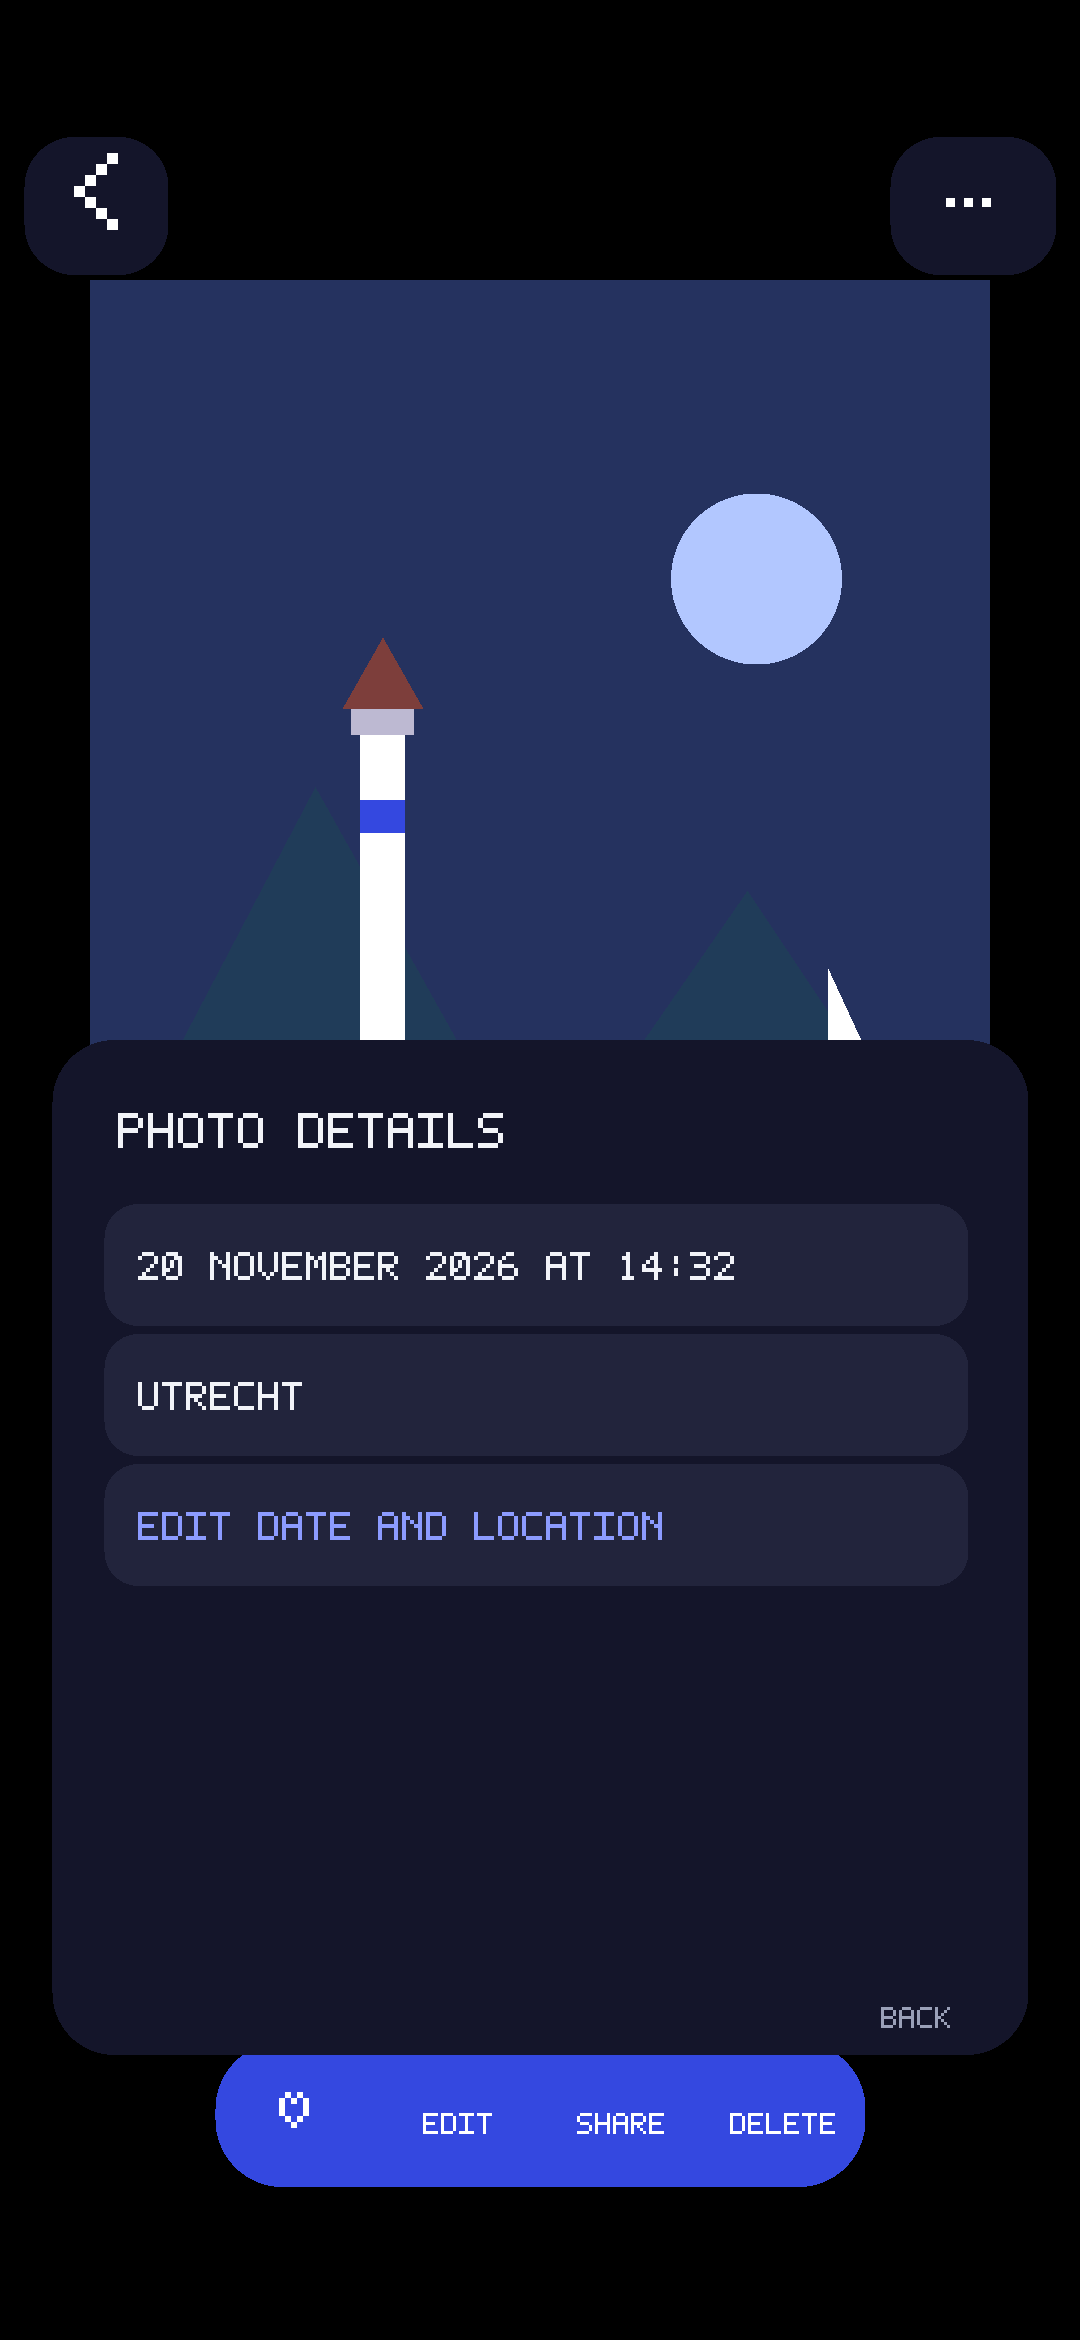 PHOTO DETAILS
20 NOVEMBER 2026 AT 14:32
UTRECHT
EDIT DATE AND LOCATION
BACK
EDIT SHARE DELETE